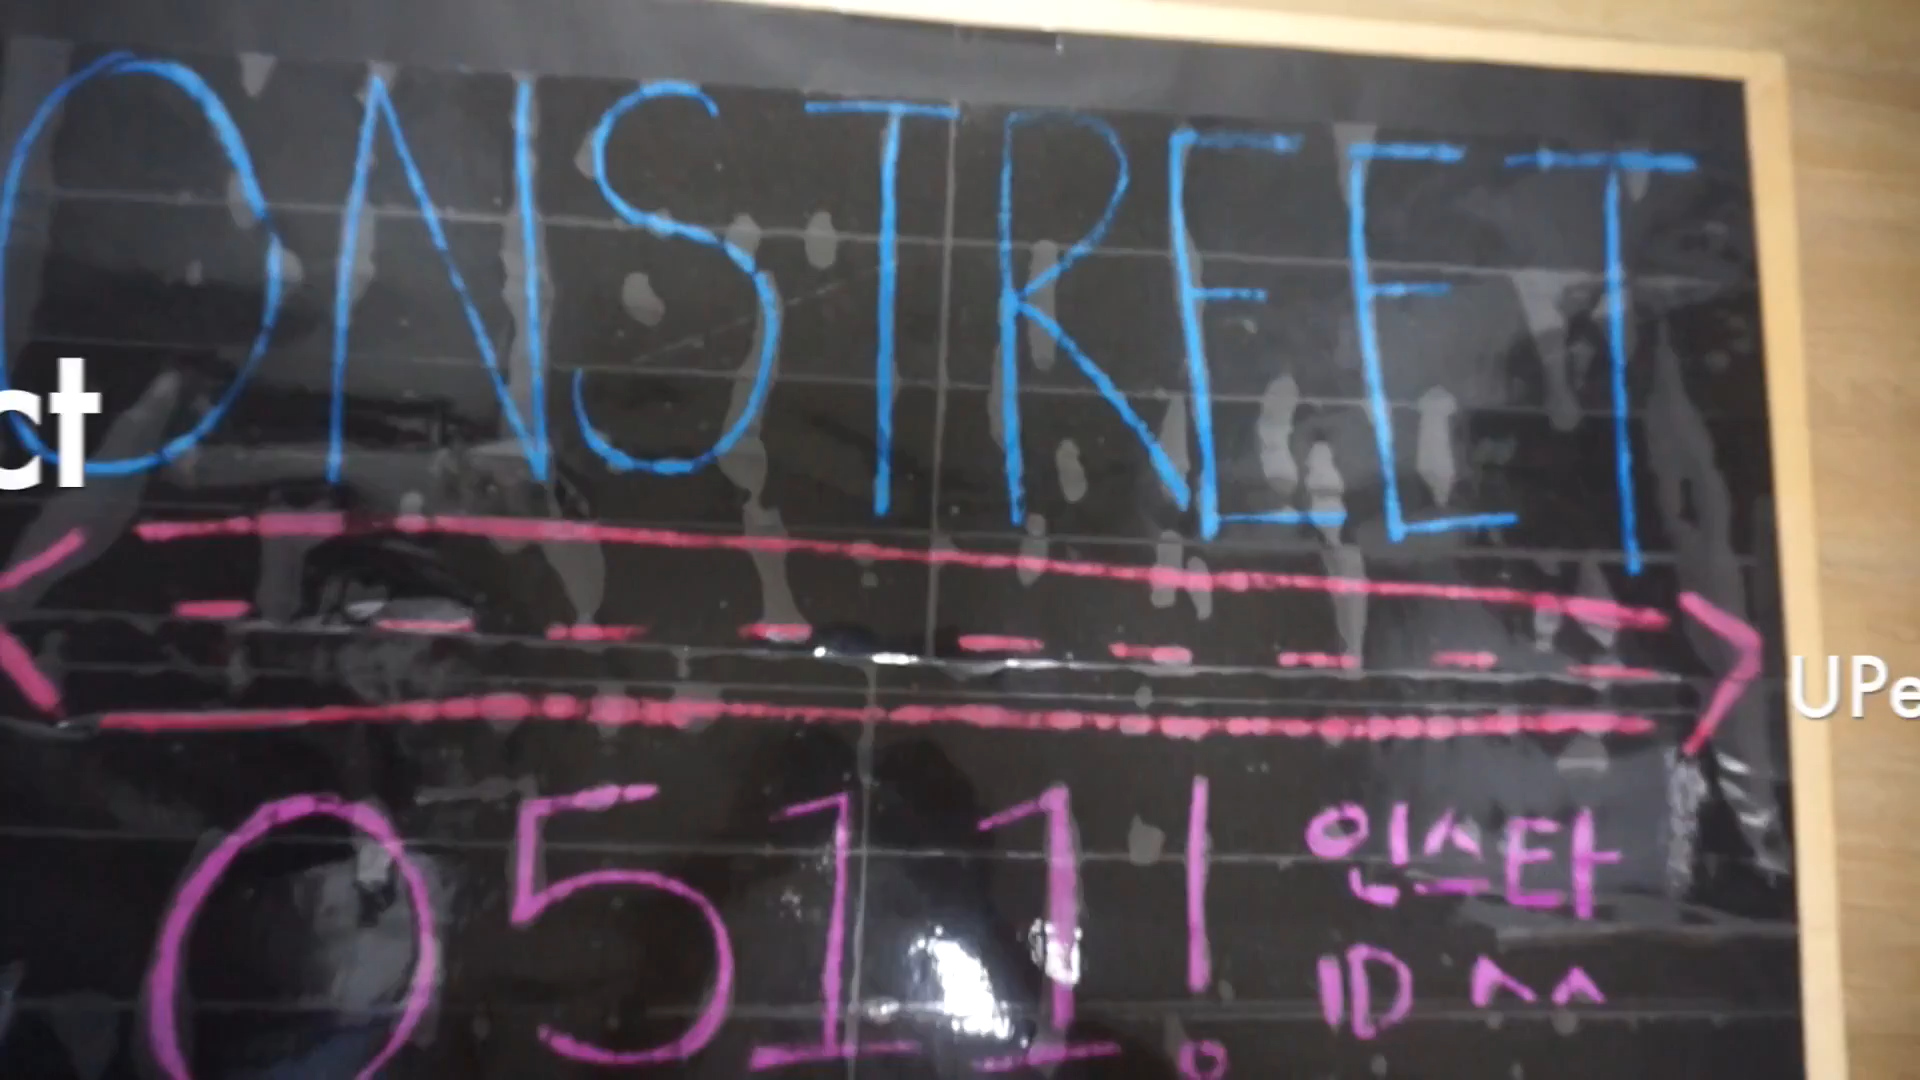 ONSTREET
ct
UPe
0511! 인스타
ID ^^